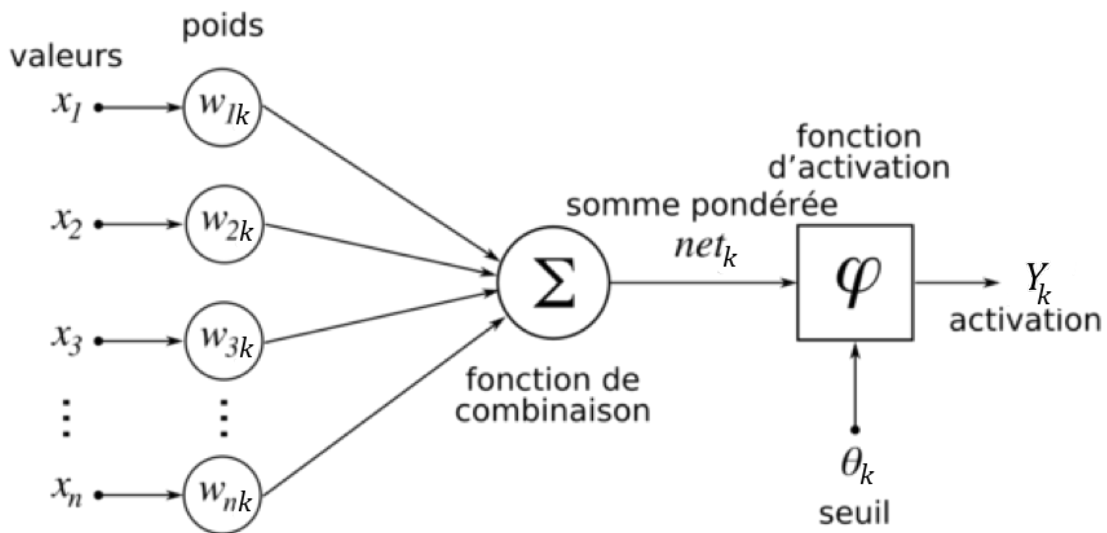 poids
valeurs
x1
w1k
x2
w2k
x3
w3k
⋮
⋮
xn
wnk
Σ
fonction de
combinaison
somme pondérée
netk
fonction
d'activation
φ
Yk
activation
θk
seuil